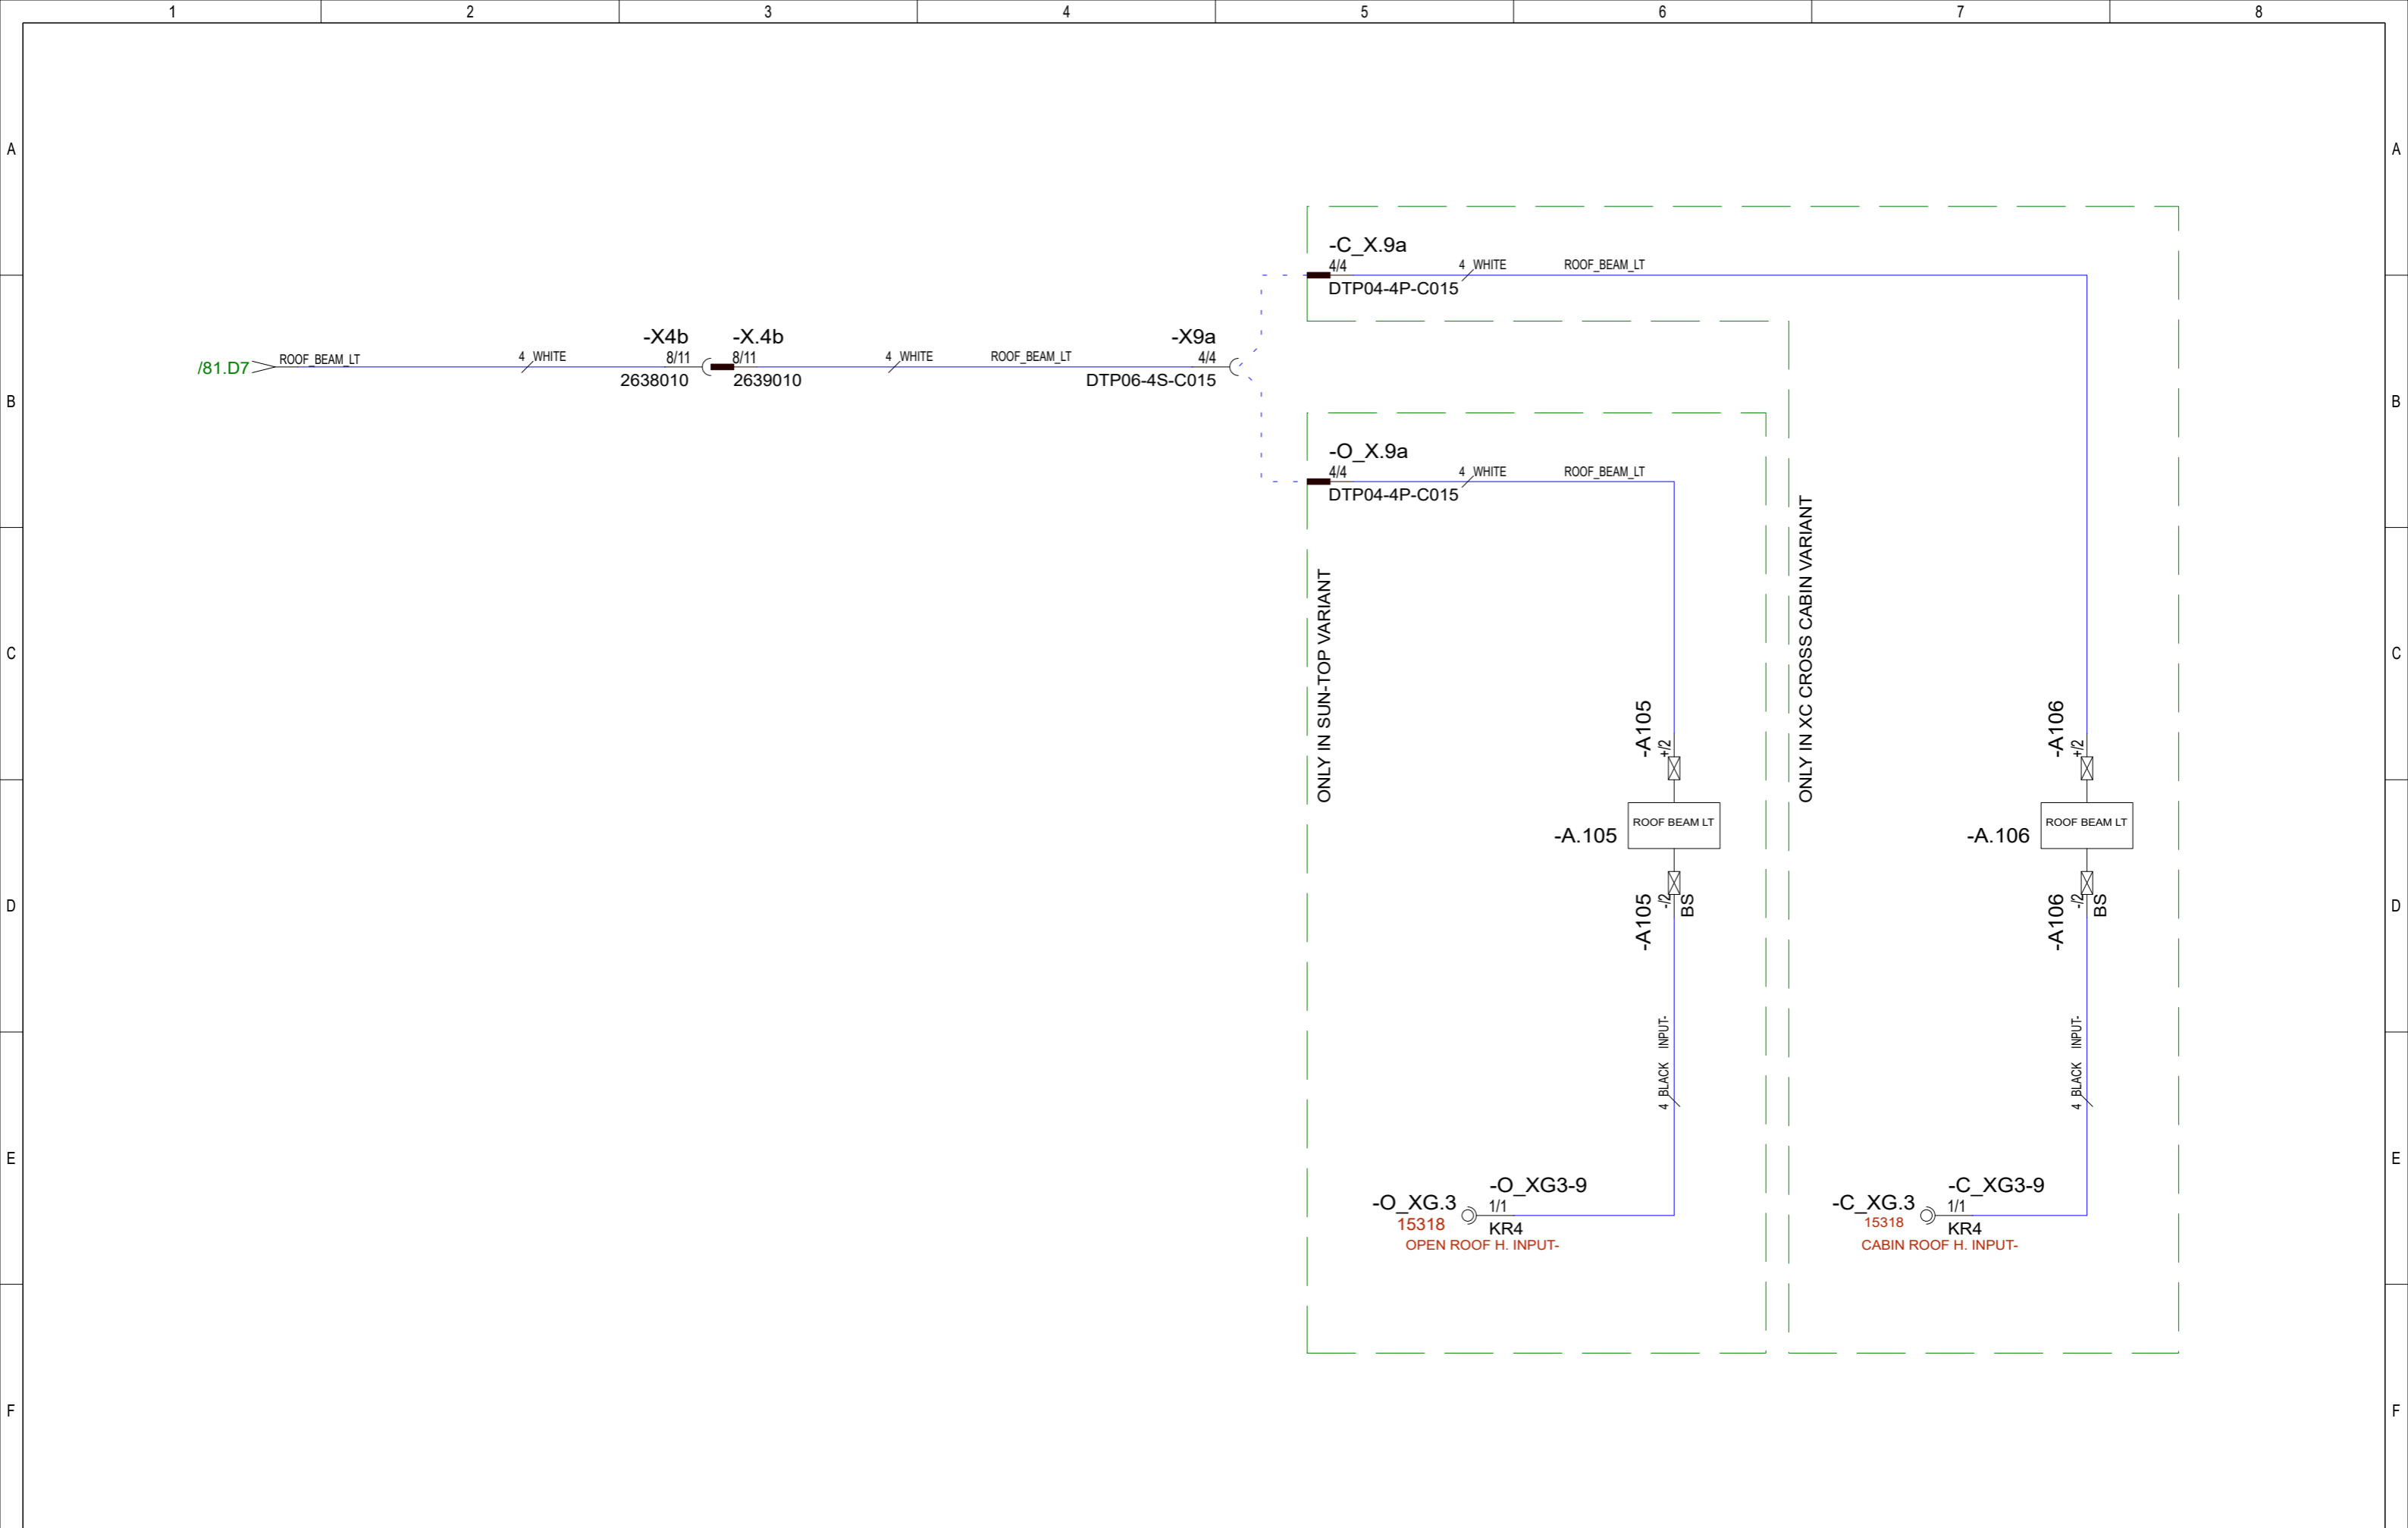 1 2 3 4 5 6 7 8
A A
-C_X.9a
4/4 4 WHITE ROOF_BEAM_LT
DTP04-4P-C015
-X4b -X.4b -X9a
/81.D7 ROOF_BEAM_LT 4 WHITE 8/11 8/11 4 WHITE ROOF_BEAM_LT 4/4
2638010 2639010 DTP06-4S-C015
B B
-O_X.9a
4/4 4 WHITE ROOF_BEAM_LT
DTP04-4P-C015
ONLY IN SUN-TOP VARIANT
ONLY IN XC CROSS CABIN VARIANT
C C
-A105 +/2
-A106 +/2
ROOF BEAM LT ROOF BEAM LT
-A.105 -A.106
D D
-A105 -/2 BS
-A106 -/2 BS
4 BLACK INPUT-
4 BLACK INPUT-
E E
-O_XG.3 -O_XG3-9 -C_XG.3 -C_XG3-9
15318 1/1 15318 1/1
KR4 KR4
OPEN ROOF H. INPUT- CABIN ROOF H. INPUT-
F F